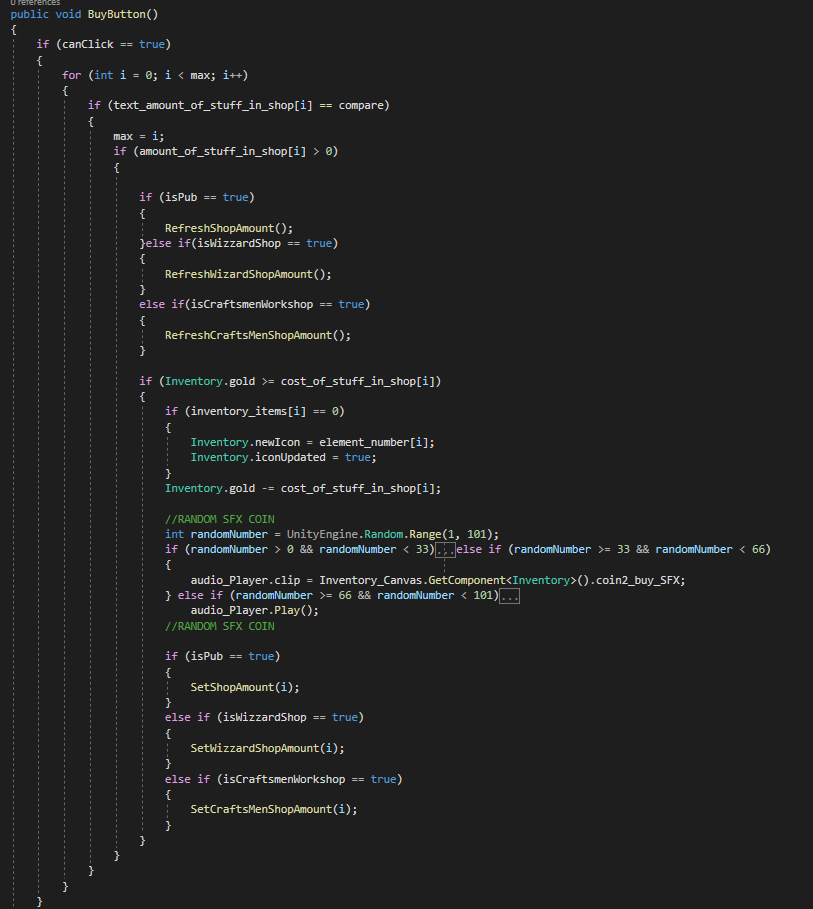 0 references
public void BuyButton()
{
if (canClick == true)
{
for (int i = 0; i < max; i++)
{
if (text_amount_of_stuff_in_shop[i] == compare)
{
max = i;
if (amount_of_stuff_in_shop[i] > 0)
{
if (isPub == true)
{
RefreshShopAmount();
}else if(isWizzardShop == true)
{
RefreshWizardShopAmount();
}
else if(isCraftsmenWorkshop == true)
{
RefreshCraftsMenShopAmount();
}
if (Inventory.gold >= cost_of_stuff_in_shop[i])
{
if (inventory_items[i] == 0)
{
Inventory.newIcon = element_number[i];
Inventory.iconUpdated = true;
}
Inventory.gold -= cost_of_stuff_in_shop[i];
//RANDOM SFX COIN
int randomNumber = UnityEngine.Random.Range(1, 101);
if (randomNumber > 0 && randomNumber < 33)...else if (randomNumber >= 33 && randomNumber < 66)
{
audio_Player.clip = Inventory_Canvas.GetComponent<Inventory>().coin2_buy_SFX;
} else if (randomNumber >= 66 && randomNumber < 101)...
audio_Player.Play();
//RANDOM SFX COIN
if (isPub == true)
{
SetShopAmount(i);
}
else if (isWizzardShop == true)
{
SetWizzardShopAmount(i);
}
else if (isCraftsmenWorkshop == true)
{
SetCraftsMenShopAmount(i);
}
}
}
}
}
}